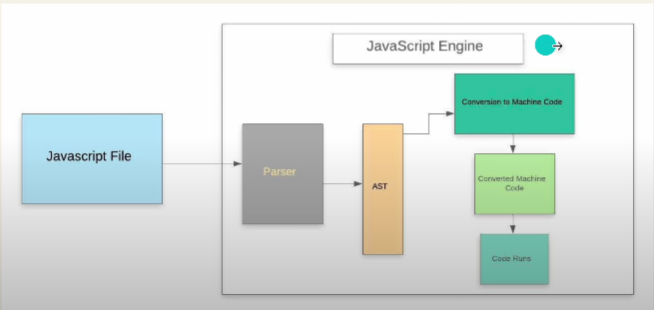 JavaScript Engine
Javascript File
Parser
AST
Conversion to Machine Code
Converted Machine
Code
Code Runs